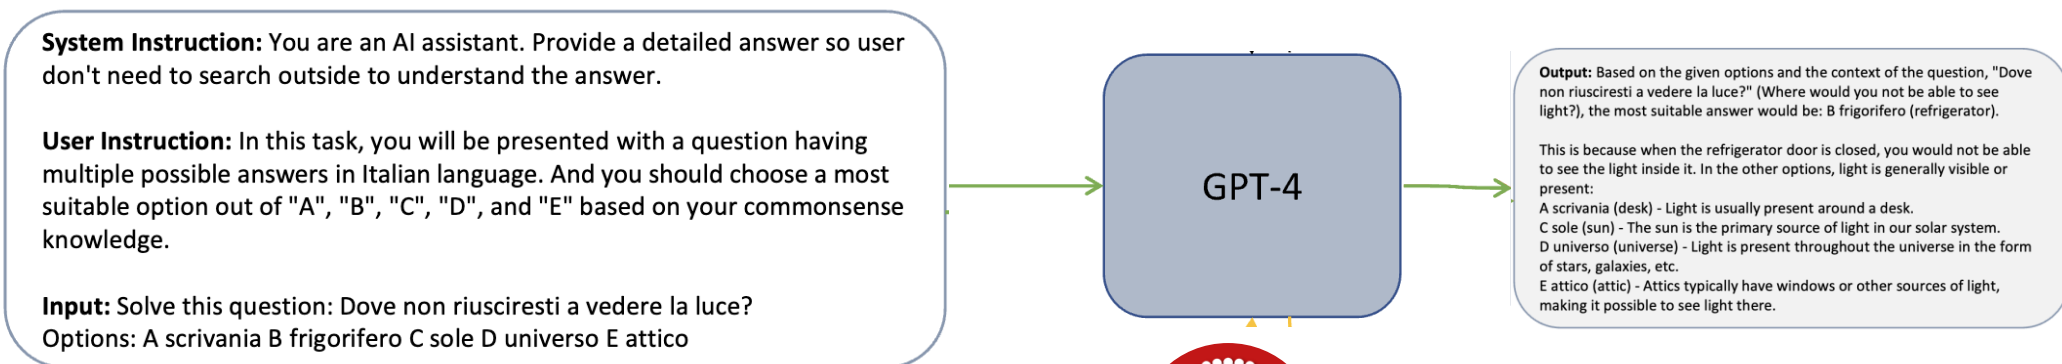 System Instruction: You are an AI assistant. Provide a detailed answer so user
don't need to search outside to understand the answer.
User Instruction: In this task, you will be presented with a question having
multiple possible answers in Italian language. And you should choose a most
suitable option out of "A", "B", "C", "D", and "E" based on your commonsense
knowledge.
Input: Solve this question: Dove non riusciresti a vedere la luce?
Options: A scrivania B frigorifero C sole D universo E attico
GPT-4
Output: Based on the given options and the context of the question, "Dove
non riusciresti a vedere la luce?" (Where would you not be able to see
light?), the most suitable answer would be: B frigorifero (refrigerator).
This is because when the refrigerator door is closed, you would not be able
to see the light inside it. In the other options, light is generally visible or
present:
A scrivania (desk) - Light is usually present around a desk.
C sole (sun) - The sun is the primary source of light in our solar system.
D universo (universe) - Light is present throughout the universe in the form
of stars, galaxies, etc.
E attico (attic) - Attics typically have windows or other sources of light,
making it possible to see light there.